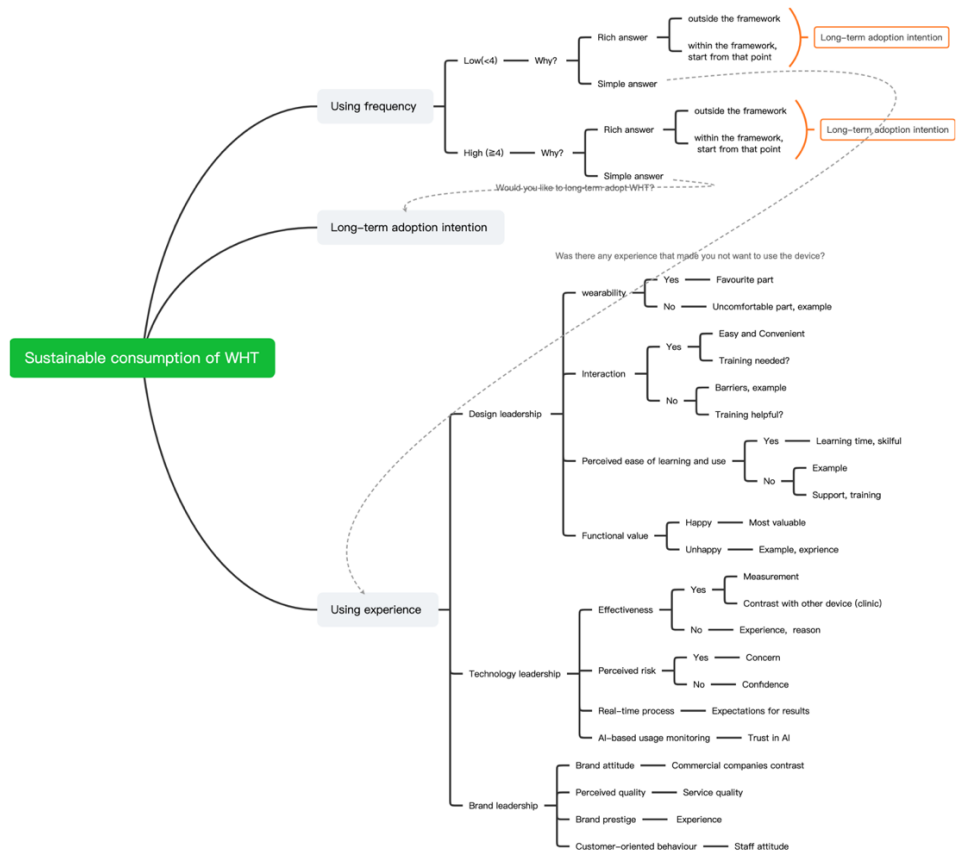 outside the framework
Rich answer
within the framework,
start from that point
Long-term adoption intention
Low(<4)
Why?
Simple answer
Using frequency
outside the framework
Rich answer
within the framework,
start from that point
Long-term adoption intention
High (≧4)
Why?
Simple answer
Would you like to long-term adopt WHT?
Long-term adoption intention
Was there any experience that made you not want to use the device?
Sustainable consumption of WHT
wearability
Yes
Favourite part
No
Uncomfortable part, example
Interaction
Yes
Easy and Convenient
Training needed?
No
Barriers, example
Training helpful?
Design leadership
Perceived ease of learning and use
Yes
Learning time, skilful
No
Example
Support, training
Functional value
Happy
Most valuable
Unhappy
Example, exprience
Using experience
Technology leadership
Effectiveness
Yes
Measurement
Contrast with other device (clinic)
No
Experience, reason
Perceived risk
Yes
Concern
No
Confidence
Real-time process
Expectations for results
AI-based usage monitoring
Trust in AI
Brand leadership
Brand attitude
Commercial companies contrast
Perceived quality
Service quality
Brand prestige
Experience
Customer-oriented behaviour
Staff attitude